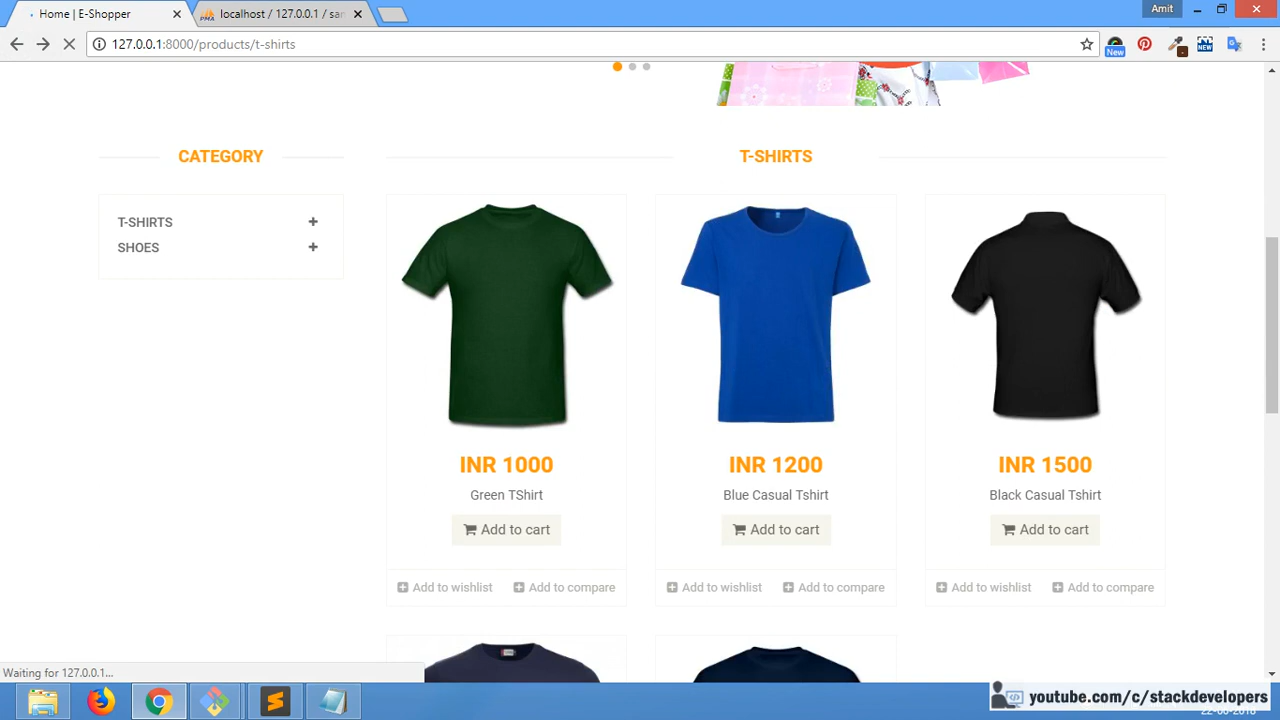 Home | E-Shopper
localhost / 127.0.0.1 / sar
Amit
127.0.0.1:8000/products/t-shirts
New
NEW
CATEGORY
T-SHIRTS
SHOES
T-SHIRTS
INR 1000
Green TShirt
Add to cart
Add to wishlist
Add to compare
INR 1200
Blue Casual Tshirt
Add to cart
Add to wishlist
Add to compare
INR 1500
Black Casual Tshirt
Add to cart
Add to wishlist
Add to compare
Waiting for 127.0.0.1...
youtube.com/c/stackdevelopers